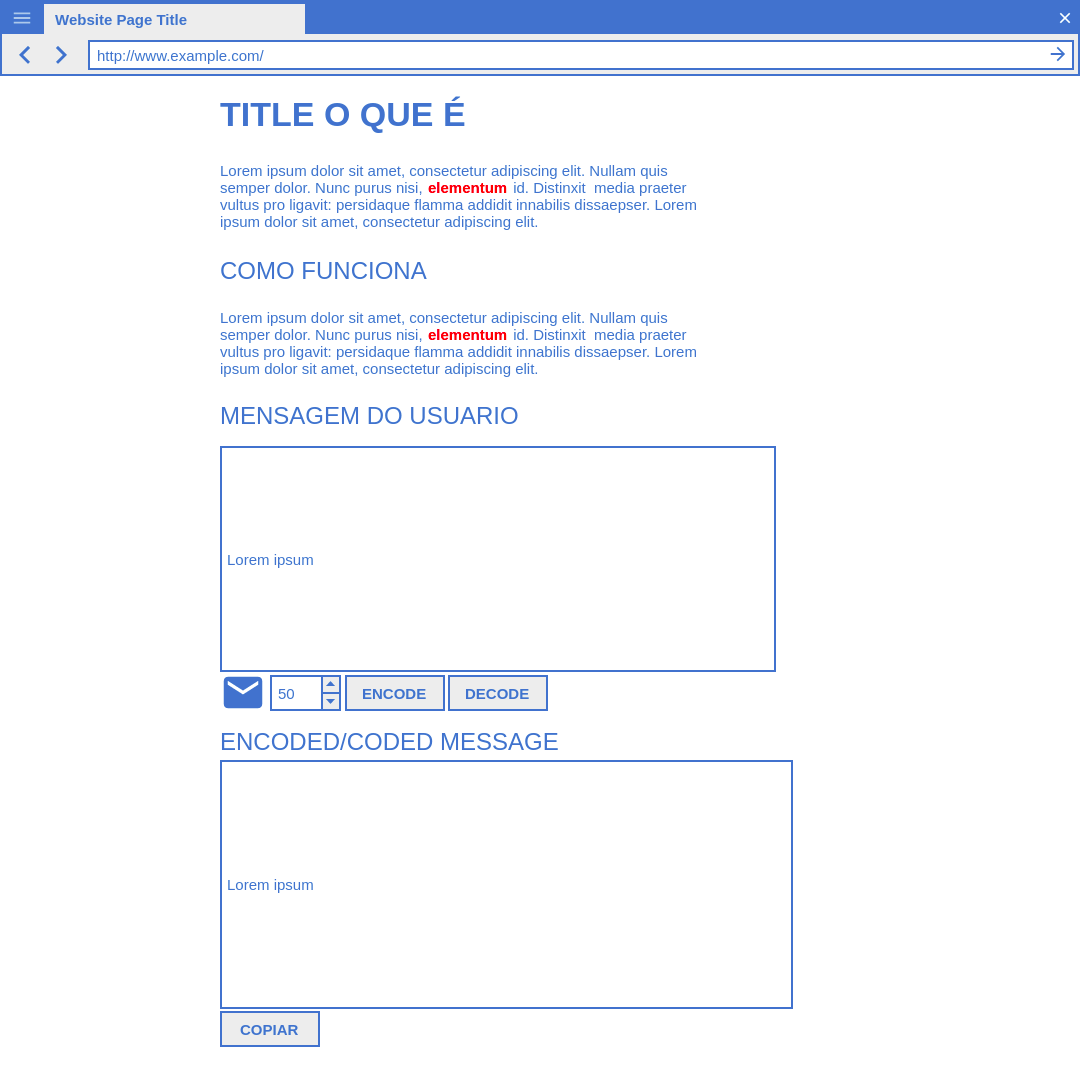 Website Page Title
http://www.example.com/
TITLE O QUE É
Lorem ipsum dolor sit amet, consectetur adipiscing elit. Nullam quis
semper dolor. Nunc purus nisi, elementum id. Distinxit media praeter
vultus pro ligavit: persidaque flamma addidit innabilis dissaepser. Lorem
ipsum dolor sit amet, consectetur adipiscing elit.
COMO FUNCIONA
Lorem ipsum dolor sit amet, consectetur adipiscing elit. Nullam quis
semper dolor. Nunc purus nisi, elementum id. Distinxit media praeter
vultus pro ligavit: persidaque flamma addidit innabilis dissaepser. Lorem
ipsum dolor sit amet, consectetur adipiscing elit.
MENSAGEM DO USUARIO
Lorem ipsum
50 ENCODE DECODE
ENCODED/CODED MESSAGE
Lorem ipsum
COPIAR